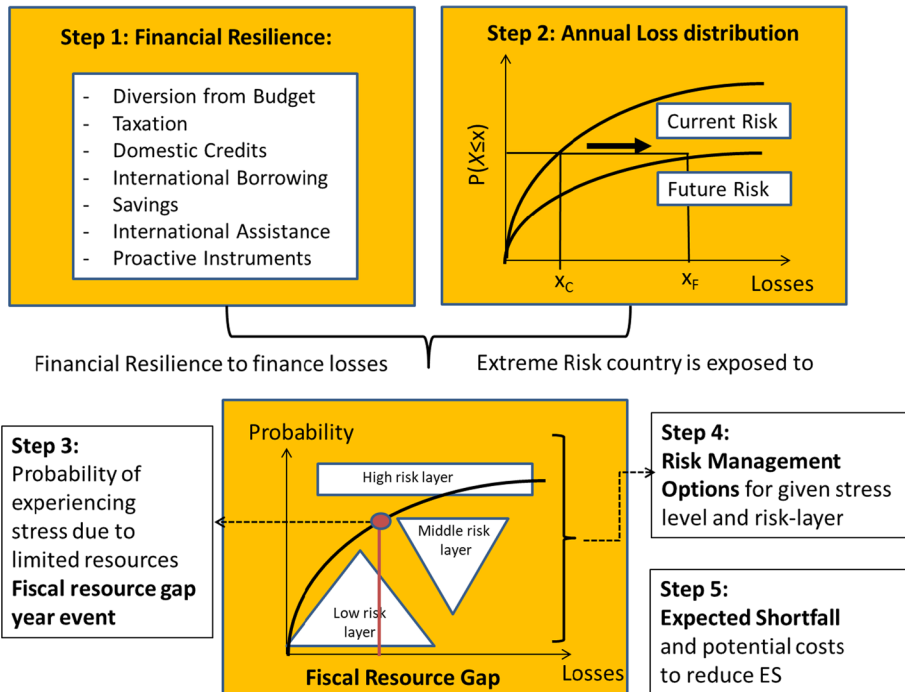 Step 1: Financial Resilience:
- Diversion from Budget
- Taxation
- Domestic Credits
- International Borrowing
- Savings
- International Assistance
- Proactive Instruments
Step 2: Annual Loss distribution
P(X≤x)
Current Risk
Future Risk
x_C
x_F
Losses
Financial Resilience to finance losses
Extreme Risk country is exposed to
Step 3:
Probability of
experiencing
stress due to
limited resources
Fiscal resource gap
year event
Probability
High risk layer
Middle risk
layer
Low risk
layer
Losses
Fiscal Resource Gap
Step 4:
Risk Management
Options for given stress
level and risk-layer
Step 5:
Expected Shortfall
and potential costs
to reduce ES